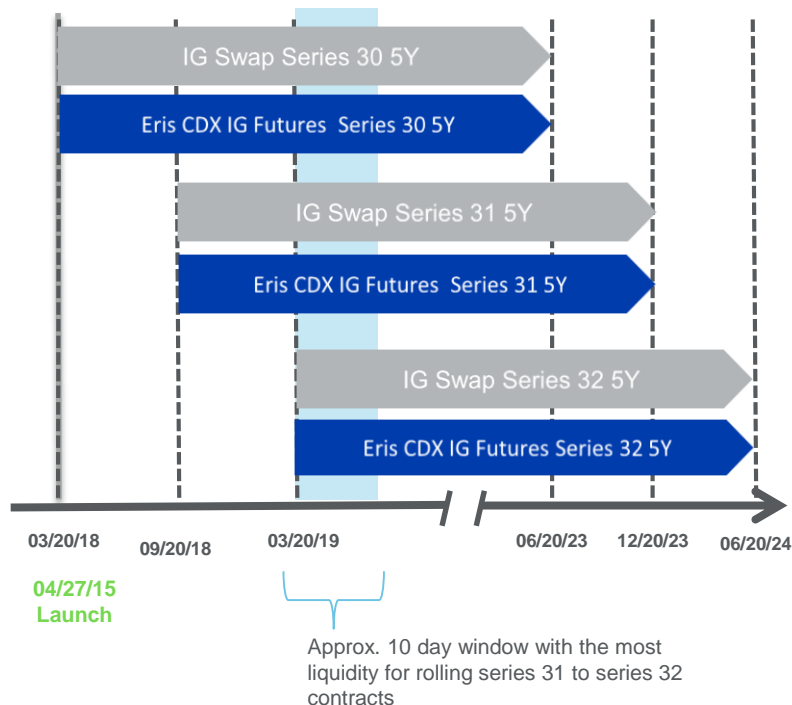 IG Swap Series 30 5Y
Eris CDX IG Futures  Series 30 5Y
IG Swap Series 31 5Y
Eris CDX IG Futures  Series 31 5Y
IG Swap Series 32 5Y
Eris CDX IG Futures Series 32 5Y
03/20/18
09/20/18
03/20/19
06/20/23
12/20/23
06/20/24
04/27/15
Launch
Approx. 10 day window with the most
liquidity for rolling series 31 to series 32
contracts